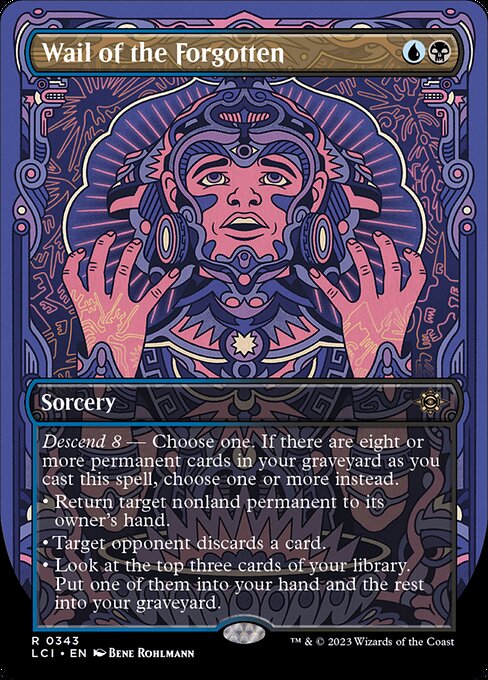 Wail of the Forgotten
Sorcery
Descend 8 — Choose one. If there are eight or
more permanent cards in your graveyard as you
cast this spell, choose one or more instead.
• Return target nonland permanent to its
owner's hand.
• Target opponent discards a card.
• Look at the top three cards of your library.
Put one of them into your hand and the rest
into your graveyard.
R 0343
LCI • EN Bene Rohlmann
™ & © 2023 Wizards of the Coast